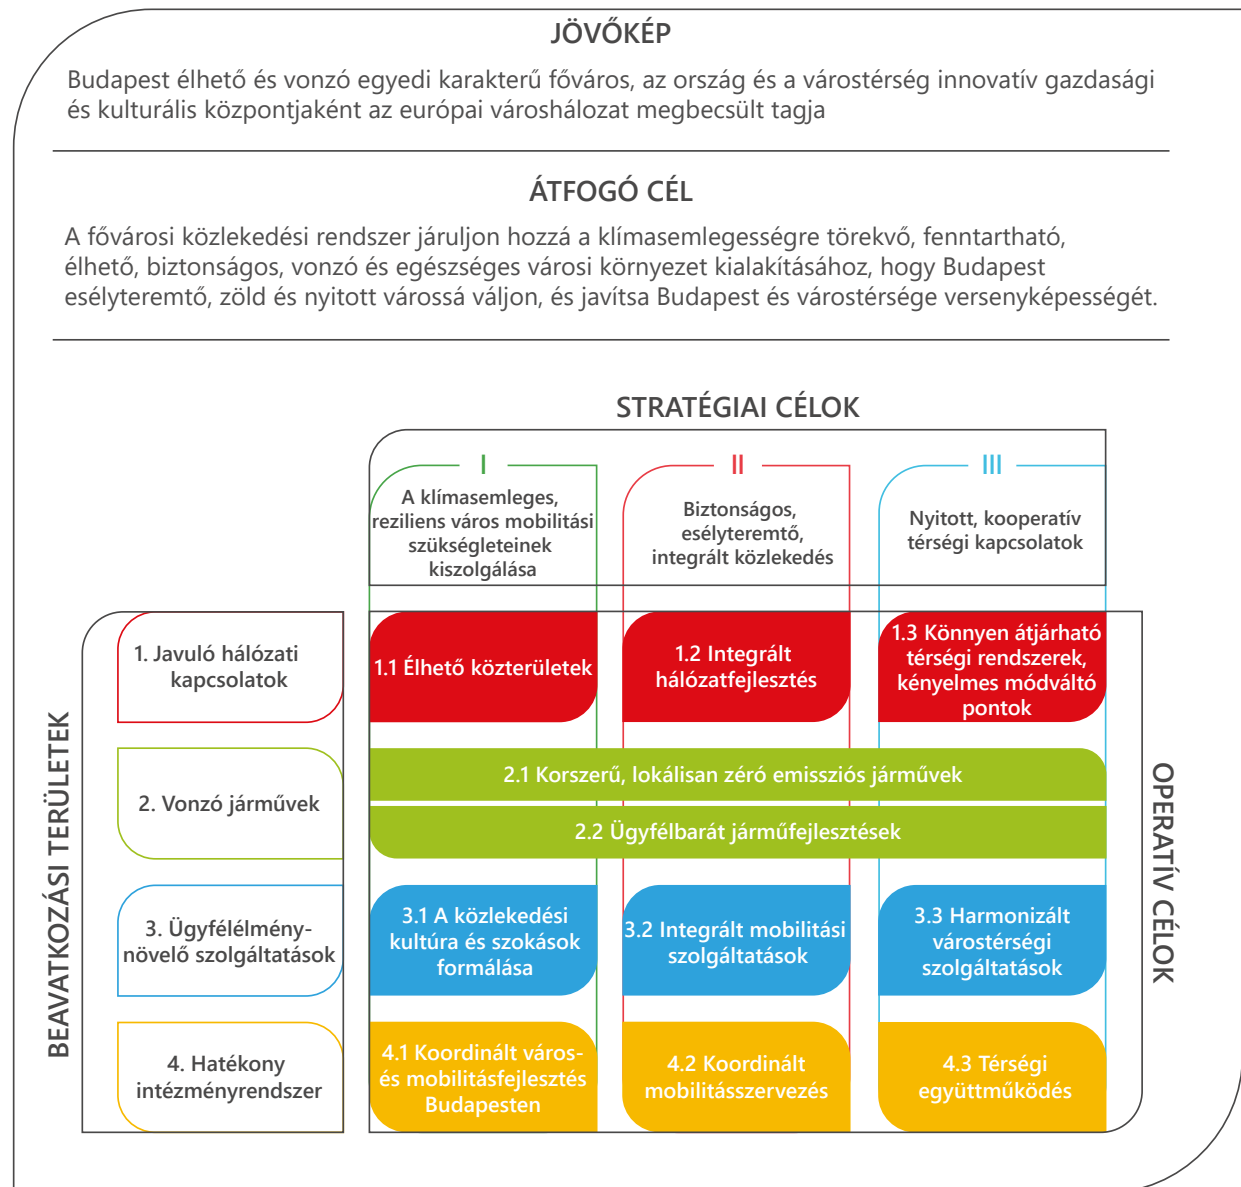 JÖVŐKÉP
Budapest élhető és vonzó egyedi karakterű főváros, az ország és a várostérség innovatív gazdasági
és kulturális központjaként az európai városhálozat megbecsült tagja
ÁTFOGÓ CÉL
A fővárosi közlekedési rendszer járuljon hozzá a klímasemlegességre törekvő, fenntartható,
élhető, biztonságos, vonzó és egészséges városi környezet kialakításához, hogy Budapest
esélyteremtő, zöld és nyitott várossá váljon, és javítsa Budapest és várostérsége versenyképességét.
STRATÉGIAI CÉLOK
I
A klímasemleges,
reziliens város mobilitási
szükségleteinek
kiszolgálása
II
Biztonságos,
esélyteremtő,
integrált közlekedés
III
Nyitott, kooperatív
térségi kapcsolatok
BEAVATKOZÁSI TERÜLETEK
OPERATÍV CÉLOK
1. Javuló hálózati
kapcsolatok
1.1 Élhető közterületek
1.2 Integrált
hálózatfejlesztés
1.3 Könnyen átjárható
térségi rendszerek,
kényelmes módváltó
pontok
2. Vonzó járművek
2.1 Korszerű, lokálisan zéró emissziós járművek
2.2 Ügyfélbarát járműfejlesztések
3. Ügyfélélmény-
növelő szolgáltatások
3.1 A közlekedési
kultúra és szokások
formálása
3.2 Integrált mobilitási
szolgáltatások
3.3 Harmonizált
várostérségi
szolgáltatások
4. Hatékony
intézményrendszer
4.1 Koordinált város-
és mobilitásfejlesztés
Budapesten
4.2 Koordinált
mobilitásszervezés
4.3 Térségi
együttműködés